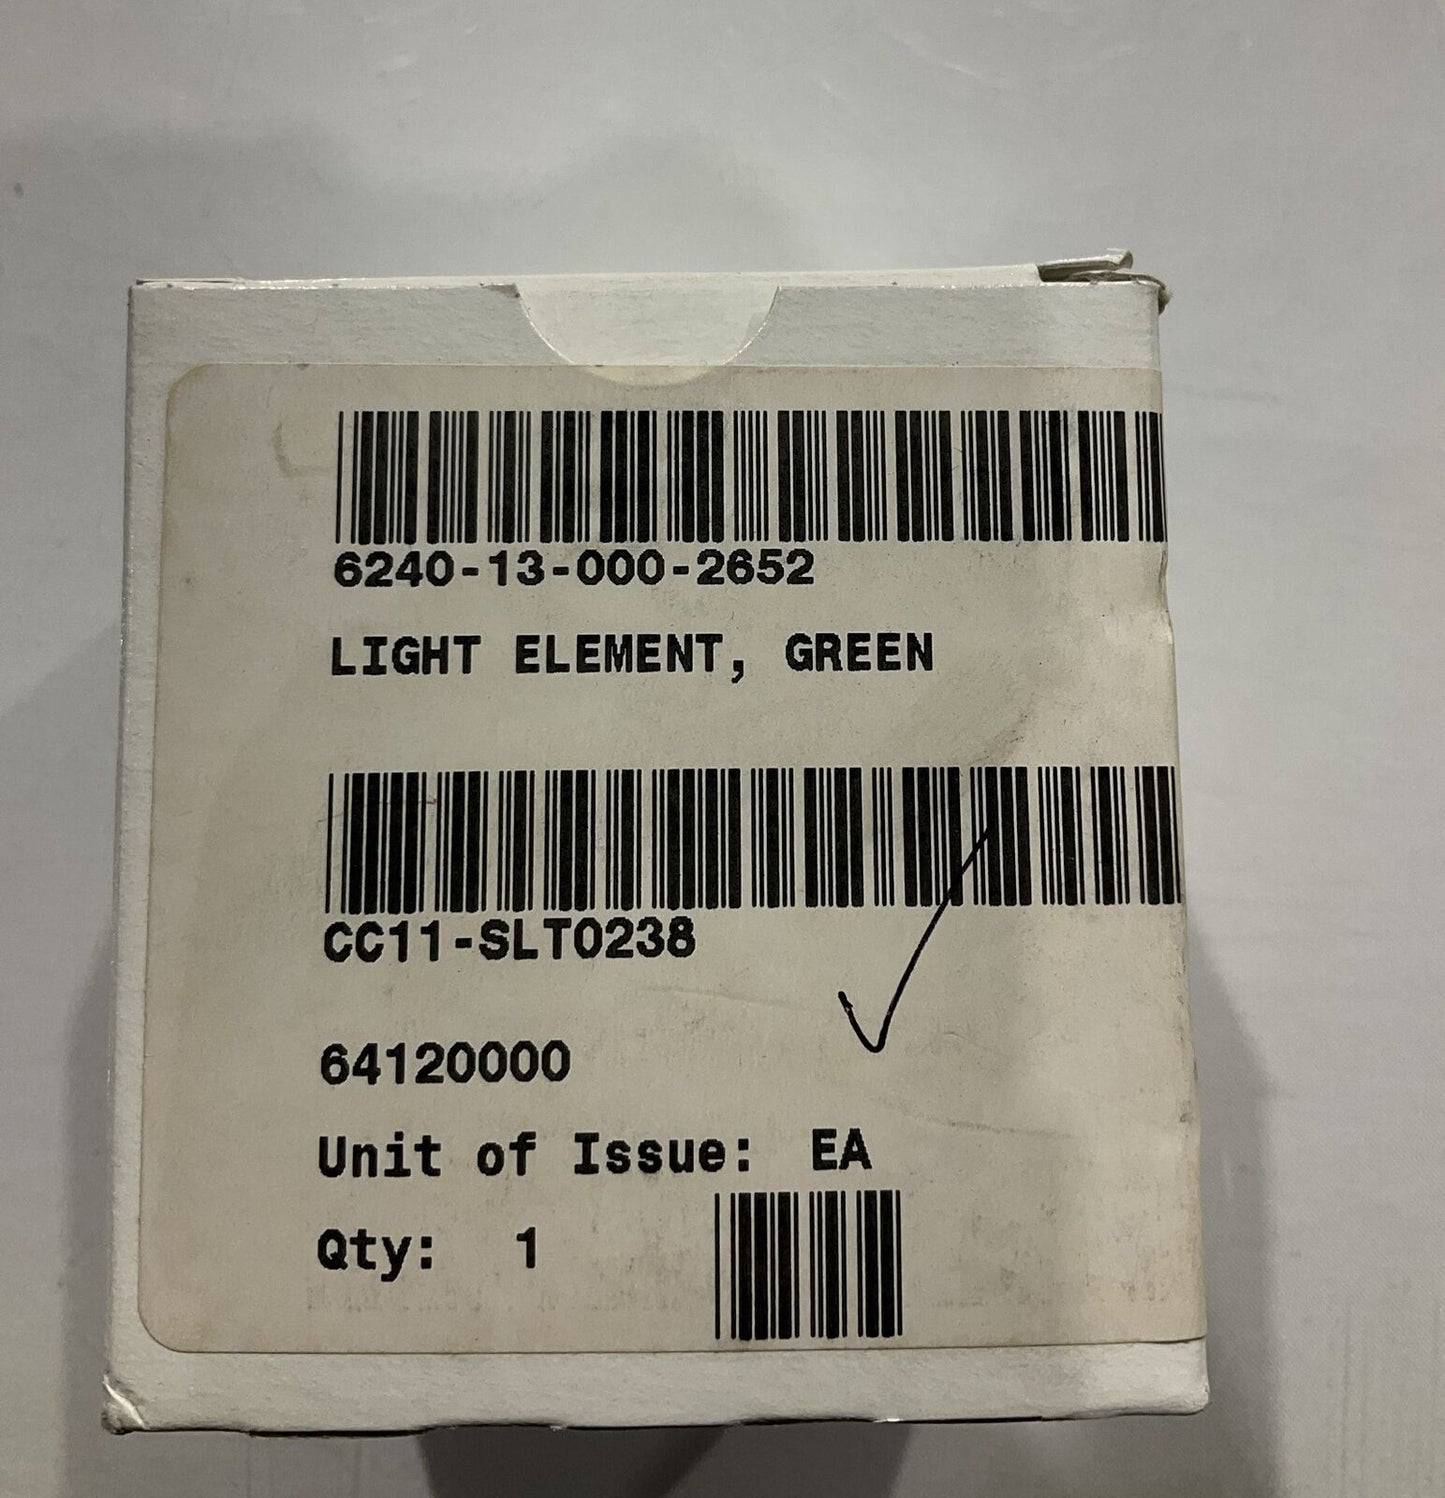 6240-13-000-2652
LIGHT ELEMENT, GREEN
CC11-SLT0238
64120000
Unit of Issue: EA
Qty: 1